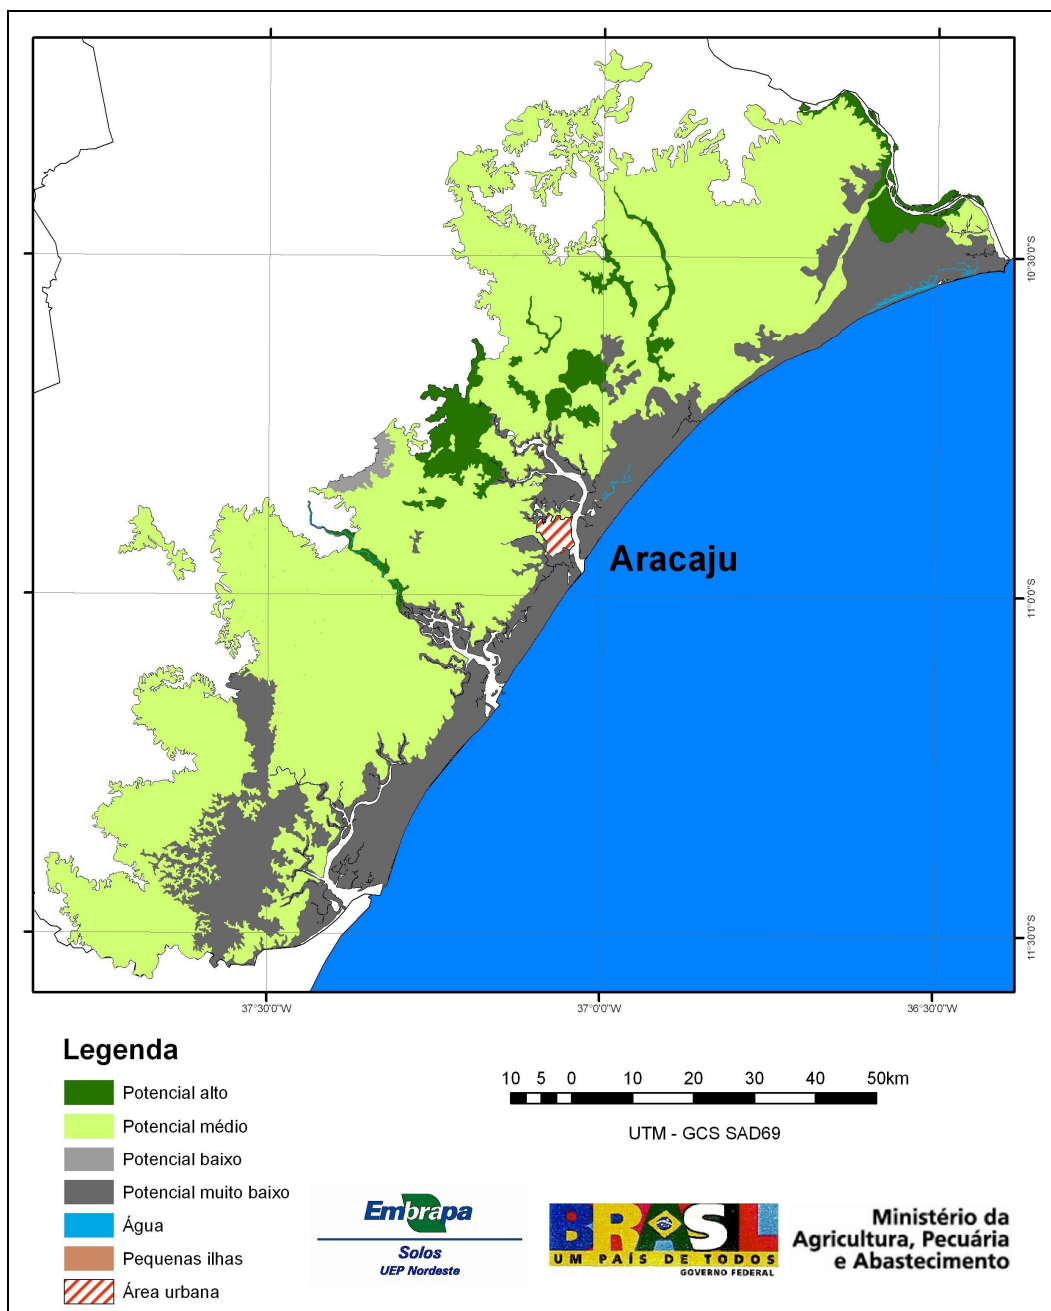 10°30'0"S
Aracaju
11°0'0"S
11°30'0"S
37°30'0"W
37°0'0"W
36°30'0"W
Legenda
Potencial alto
Potencial médio
Potencial baixo
Potencial muito baixo
Água
Pequenas ilhas
Área urbana
10 5 0 10 20 30 40 50km
UTM - GCS SAD69
Embrapa
Solos
UEP Nordeste
BRASIL
UM PAÍS DE TODOS
GOVERNO FEDERAL
Ministério da
Agricultura, Pecuária
e Abastecimento